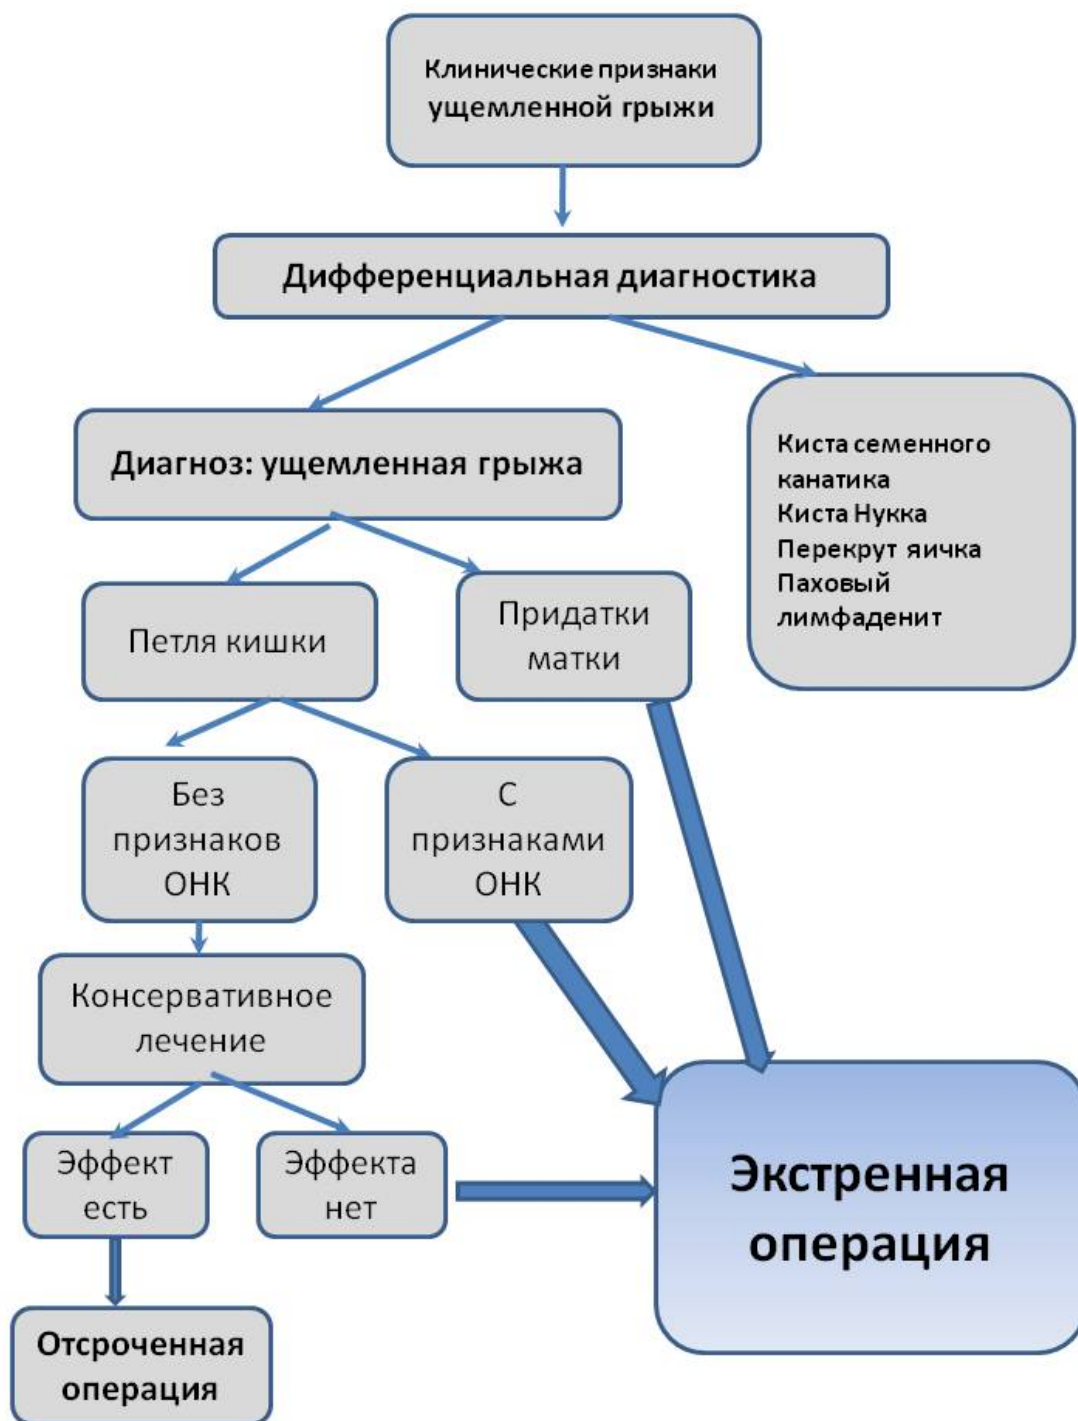 Клинические признаки
ущемленной грыжи
Дифференциальная диагностика
Диагноз: ущемленная грыжа
Киста семенного
канатика
Киста Нукка
Перекрут яичка
Паховый
лимфаденит
Петля кишки
Придатки
матки
Без
признаков
ОНК
С
признаками
ОНК
Консервативное
лечение
Эффект
есть
Эффекта
нет
Экстренная
операция
Отсроченная
операция